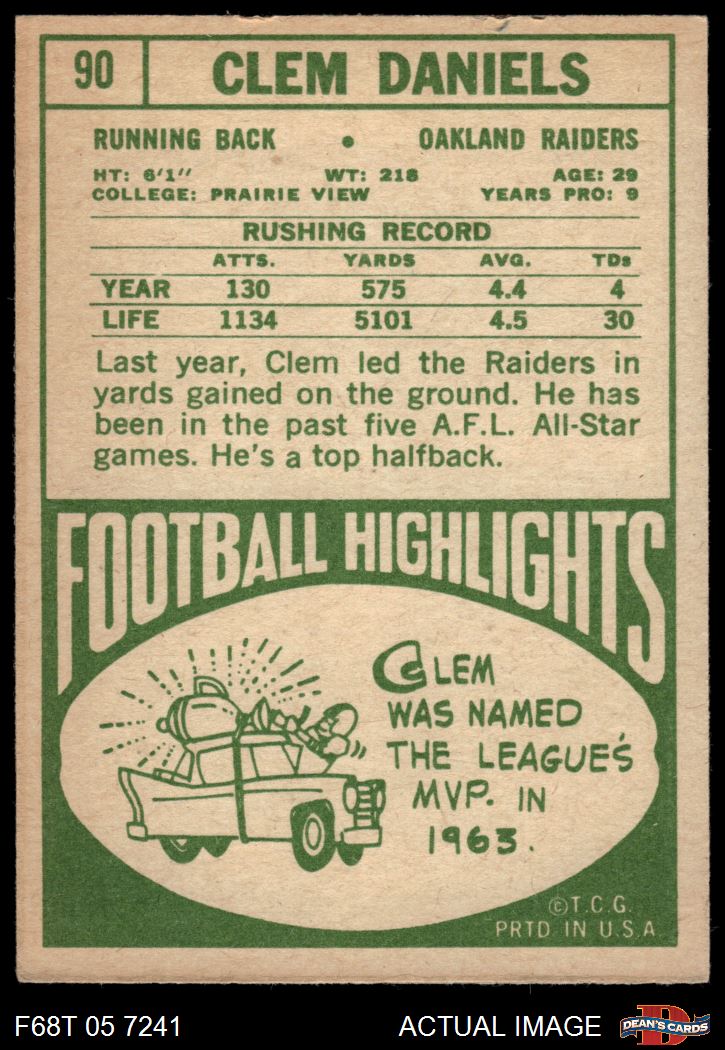 90 CLEM DANIELS
RUNNING BACK • OAKLAND RAIDERS
HT: 6'1" WT: 218 AGE: 29
COLLEGE: PRAIRIE VIEW YEARS PRO: 9
RUSHING RECORD
ATTS. YARDS AVG. TDs
YEAR 130 575 4.4 4
LIFE 1134 5101 4.5 30
Last year, Clem led the Raiders in
yards gained on the ground. He has
been in the past five A.F.L. All-Star
games. He's a top halfback.
FOOTBALL HIGHLIGHTS
CLEM
WAS NAMED
THE LEAGUE'S
MVP. IN
1963.
©T.C.G.
PRTD IN U.S.A.
F68T 05 7241 ACTUAL IMAGE D DEAN'S CARDS